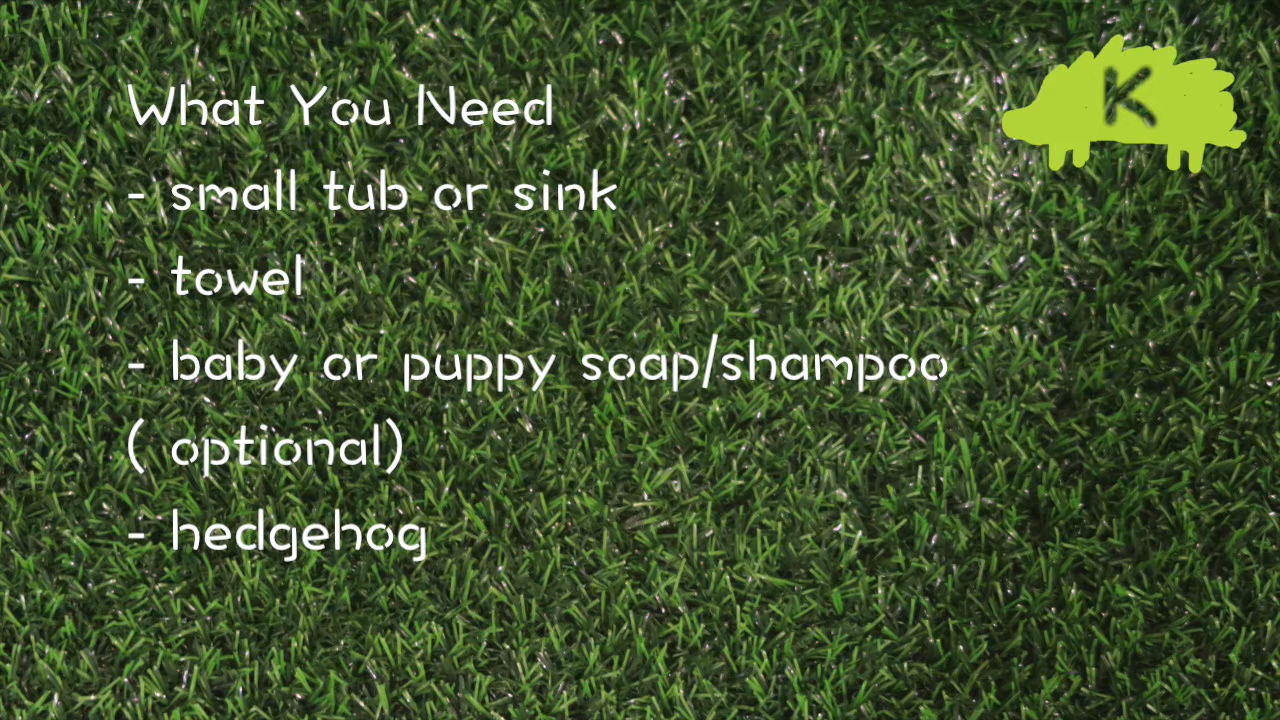 What You Need
- small tub or sink
- towel
- baby or puppy soap/shampoo
( optional)
- hedgehog
K